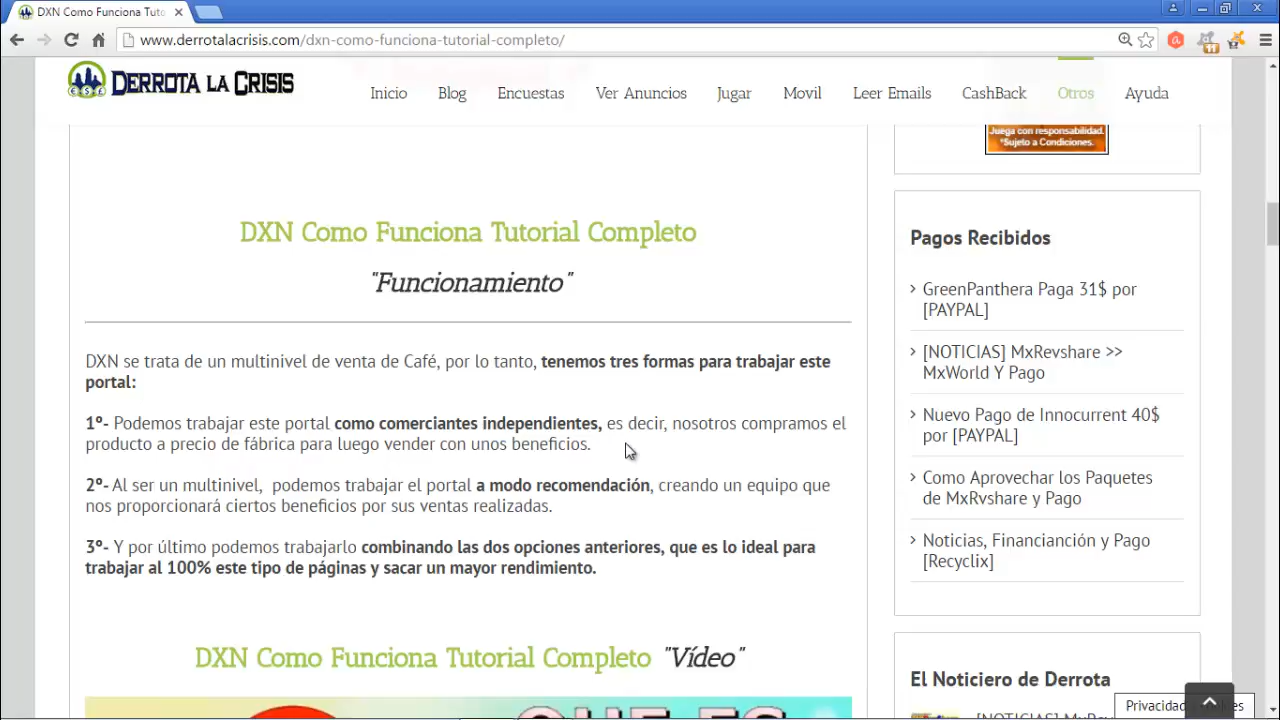 DXN Como Funciona Tuto
www.derrotalacrisis.com/dxn-como-funciona-tutorial-completo/
DERROTA LA CRISIS
Inicio
Blog
Encuestas
Ver Anuncios
Jugar
Movil
Leer Emails
CashBack
Otros
Ayuda
Juega con responsabilidad.
*Sujeto a Condiciones.
DXN Como Funciona Tutorial Completo
"Funcionamiento"
DXN se trata de un multinivel de venta de Café, por lo tanto, tenemos tres formas para trabajar este
portal:
1º- Podemos trabajar este portal como comerciantes independientes, es decir, nosotros compramos el
producto a precio de fábrica para luego vender con unos beneficios.
2º- Al ser un multinivel, podemos trabajar el portal a modo recomendación, creando un equipo que
nos proporcionará ciertos beneficios por sus ventas realizadas.
3º- Y por último podemos trabajarlo combinando las dos opciones anteriores, que es lo ideal para
trabajar al 100% este tipo de páginas y sacar un mayor rendimiento.
DXN Como Funciona Tutorial Completo "Vídeo"
QUE ES
Pagos Recibidos
GreenPanthera Paga 31$ por
[PAYPAL]
[NOTICIAS] MxRevshare >>
MxWorld Y Pago
Nuevo Pago de Innocurrent 40$
por [PAYPAL]
Como Aprovechar los Paquetes
de MxRvshare y Pago
Noticias, Financianción y Pago
[Recyclix]
El Noticiero de Derrota
[NOTICIAS]
Privacidad